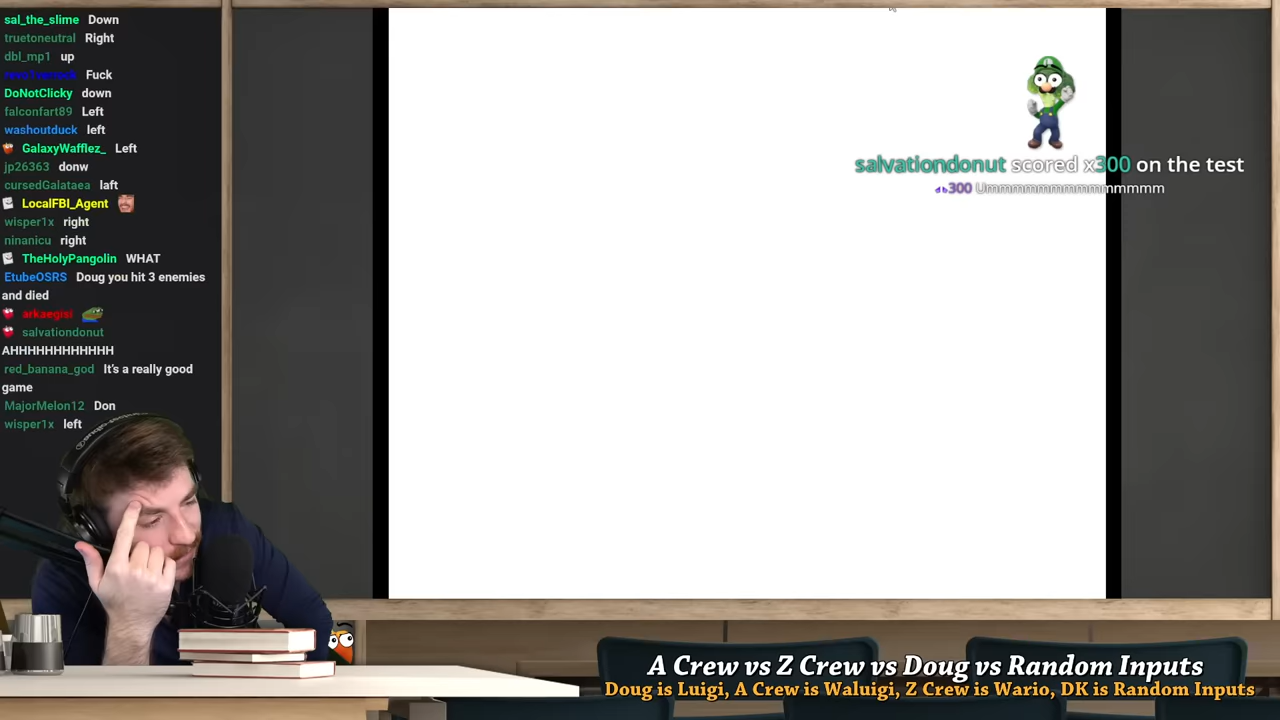 sal_the_slime Down
truetoneutral Right
dbl_mp1 up
Fuck
DoNotClicky down
falconfart89 Left
washoutduck left
GalaxyWafflez_ Left
jp26363 donw
cursedGalataea laft
LocalFBI_Agent
wisper1x right
ninanicu right
TheHolyPangolin WHAT
EtubeOSRS Doug you hit 3 enemies
and died
arkaegivi
salvationdonut
AHHHHHHHHHHHH
red_banana_god It's a really good
game
MajorMelon12 Don
wisper1x left
salvationdonut scored x300 on the test
300 Ummmmmmmmmmmmmmm
A Crew vs Z Crew vs Doug vs Random Inputs
Doug is Luigi, A Crew is Waluigi, Z Crew is Wario, DK is Random Inputs